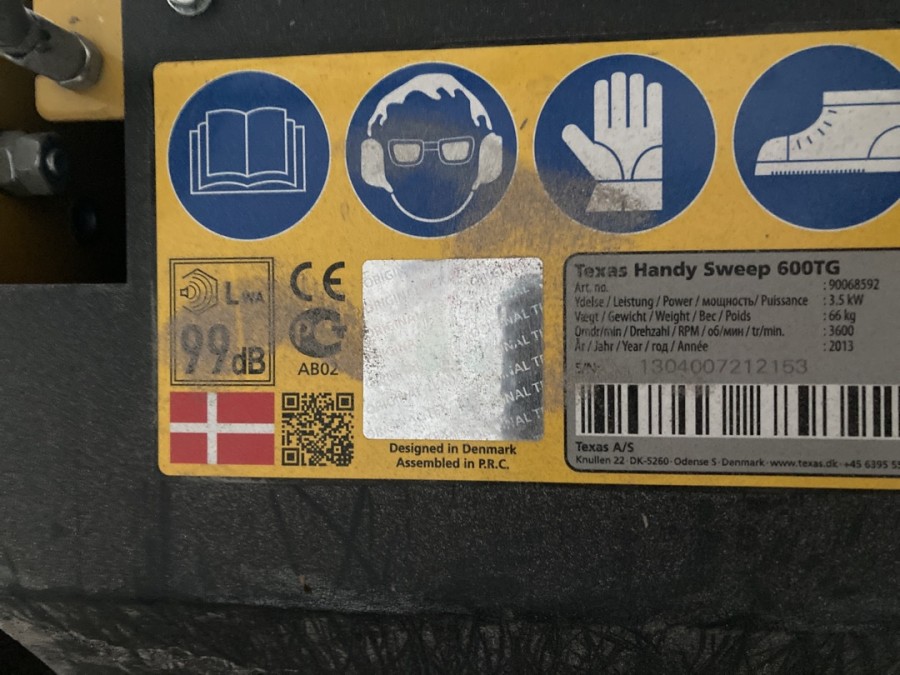 LWA
99dB
CE
AB02
ORIGINAL
Designed in Denmark
Assembled in P.R.C.
Texas Handy Sweep 600TG
Art. no. : 90068592
Ydelse / Leistung / Power / мощность / Puissance : 3.5 kW
Vægt / Gewicht / Weight / Вес / Poids : 66 kg
Omdr/min / Drehzahl / RPM / об/мин / tr/min. : 3600
År / Jahr / Year / год / Année : 2013
S/N: 1304007212153
Texas A/S
Knullen 22 · DK-5260 · Odense S · Denmark · www.texas.dk · +45 6395 55